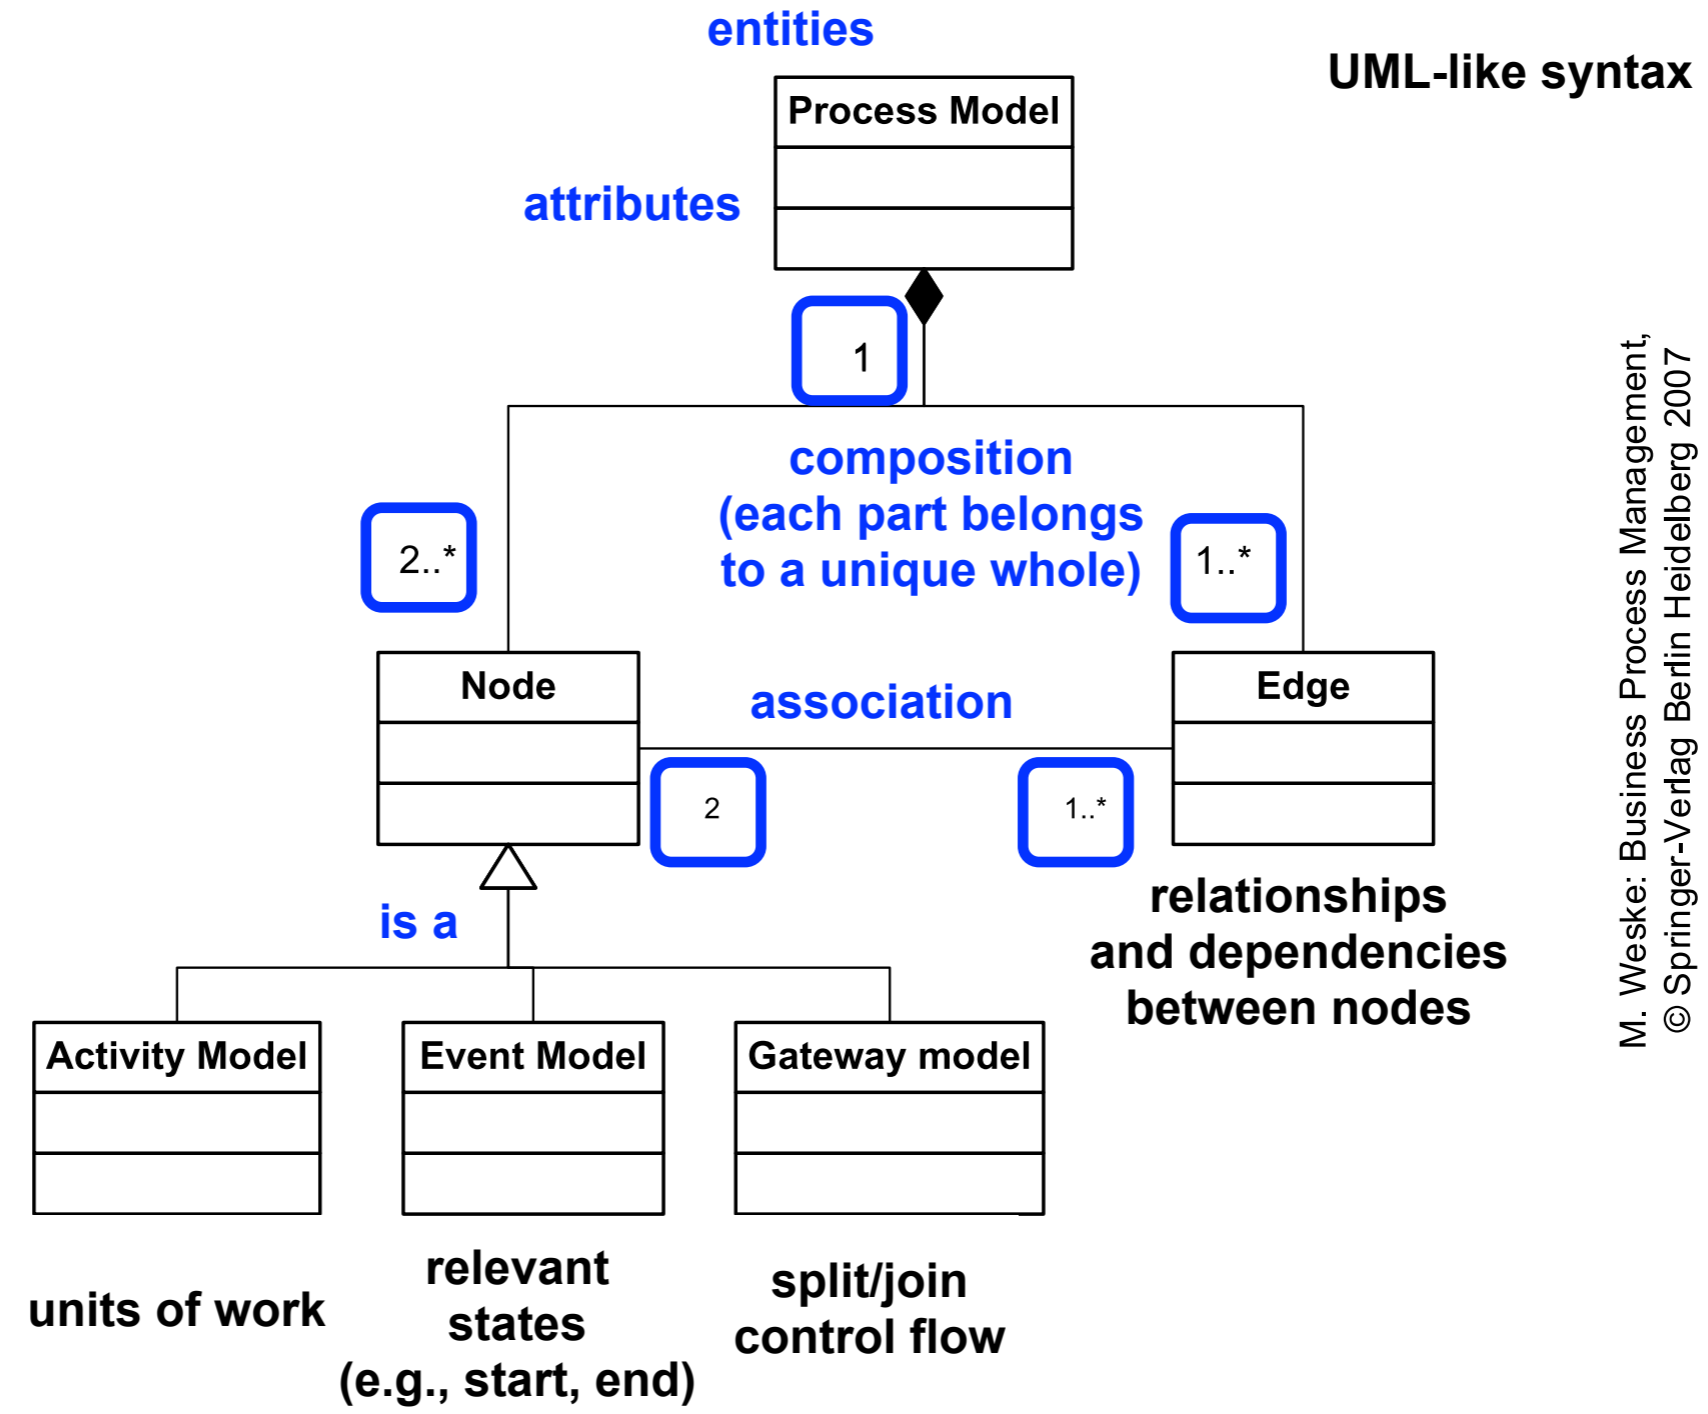 entities
UML-like syntax
Process Model
attributes
1
composition
(each part belongs
to a unique whole)
2..*
1..*
Node
association
Edge
2
1..*
is a
relationships
and dependencies
between nodes
Activity Model
Event Model
Gateway model
units of work
relevant
states
(e.g., start, end)
split/join
control flow
M. Weske: Business Process Management,
© Springer-Verlag Berlin Heidelberg 2007